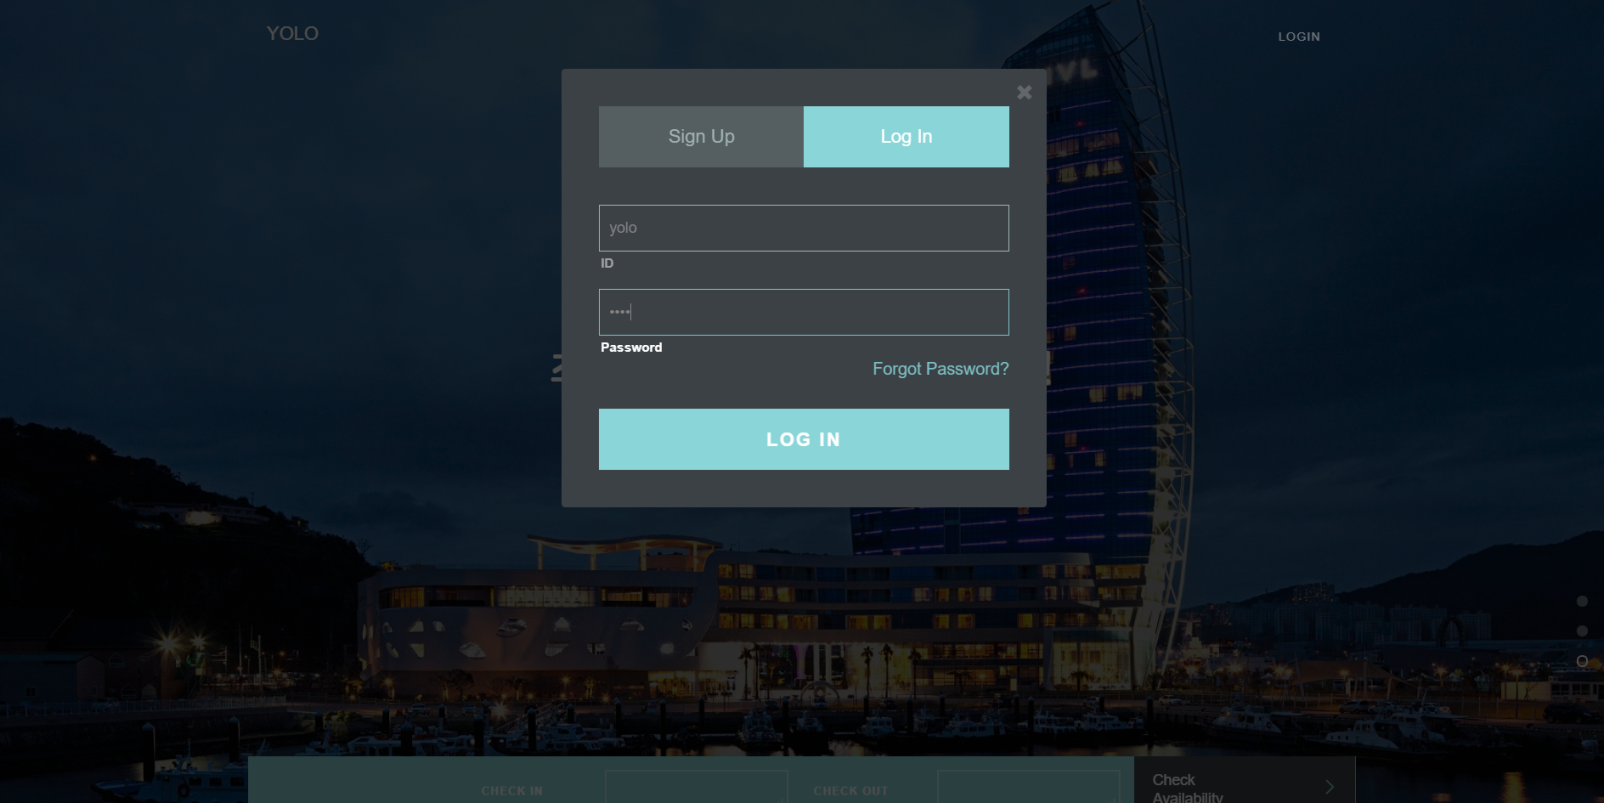 YOLO
LOGIN
Sign Up
Log In
yolo
ID
••••
Password
Forgot Password?
LOG IN
CHECK IN
CHECK OUT
Check
Availability